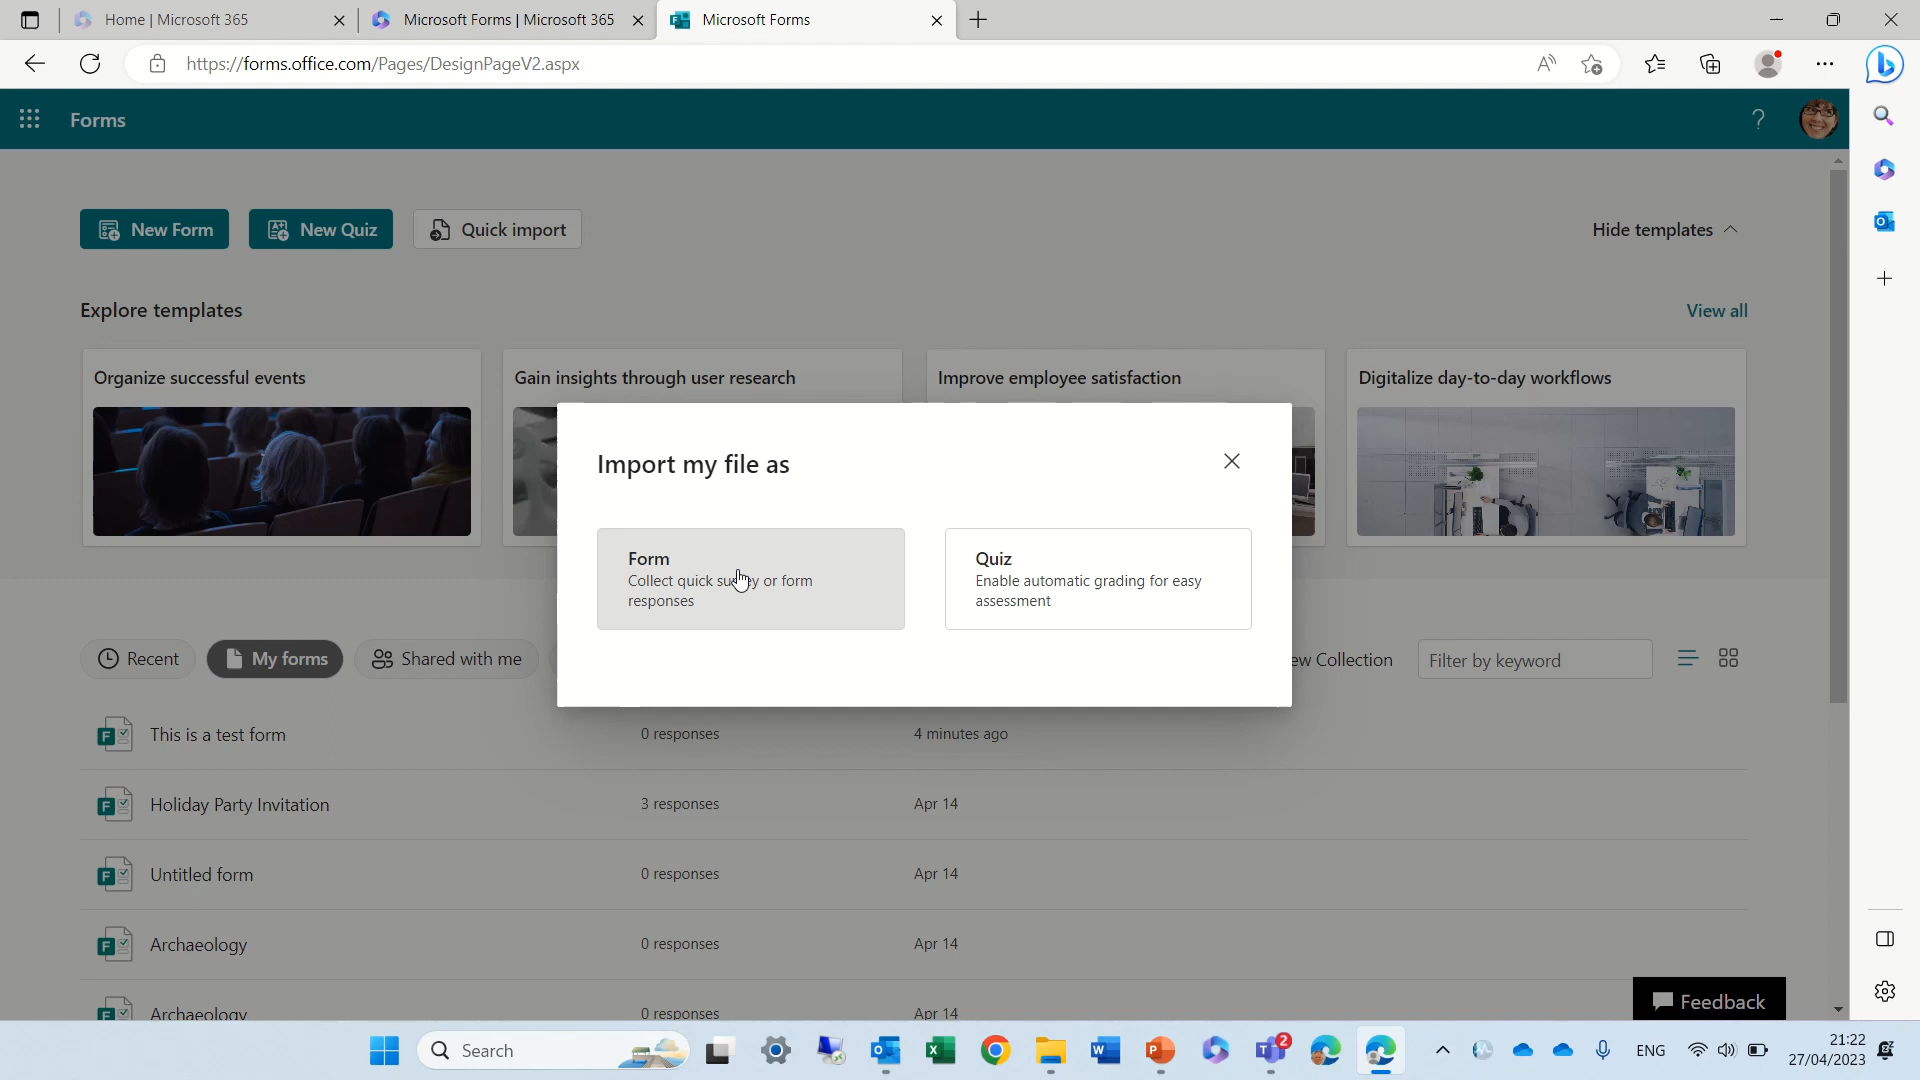 Home | Microsoft 365
Microsoft Forms | Microsoft 365
Microsoft Forms
https://forms.office.com/Pages/DesignPageV2.aspx
Forms
New Form
New Quiz
Quick import
Hide templates
Explore templates
View all
Organize successful events
Gain insights through user research
Improve employee satisfaction
Digitalize day-to-day workflows
Import my file as
Form
Collect quick survey or form
responses
Quiz
Enable automatic grading for easy
assessment
Recent
My forms
Shared with me
ew Collection
Filter by keyword
This is a test form
0 responses
4 minutes ago
Holiday Party Invitation
3 responses
Apr 14
Untitled form
0 responses
Apr 14
Archaeology
0 responses
Apr 14
Archaeology
0 responses
Apr 14
Feedback
Search
2
ENG
21:22
27/04/2023